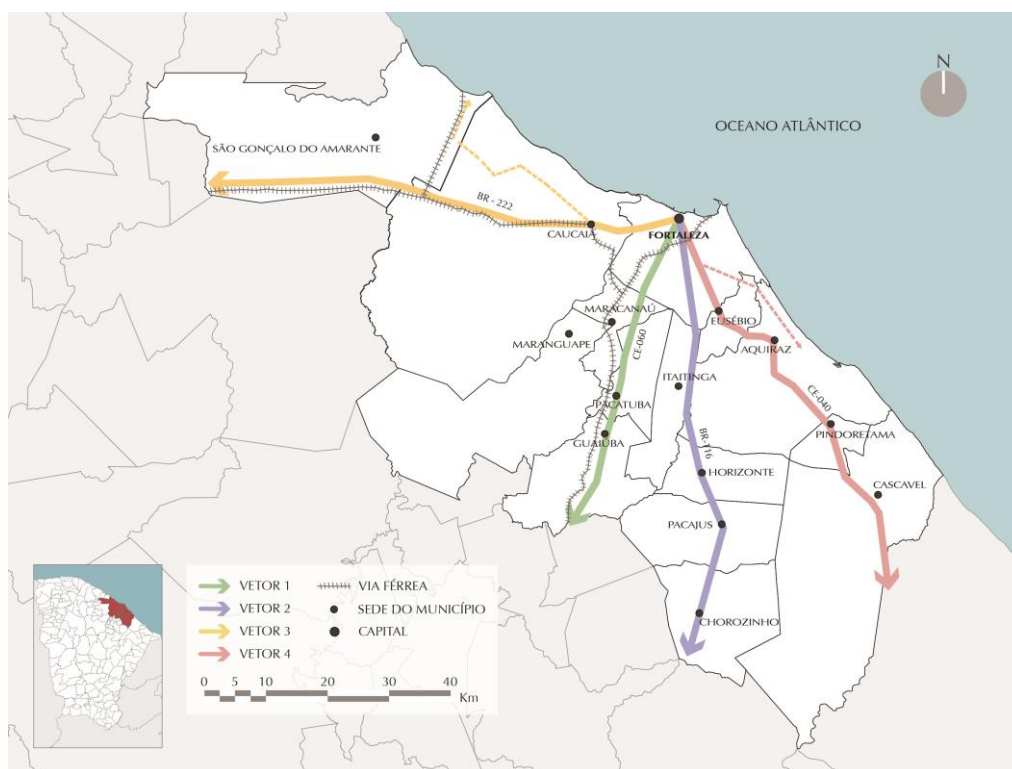 N
OCEANO ATLÂNTICO
SÃO GONÇALO DO AMARANTE
BR - 222
CAUCAIA
FORTALEZA
MARACANAÚ
EUSÉBIO
MARANGUAPE
CE-060
AQUIRAZ
ITAITINGA
CE-040
PACATUBA
PINDORETAMA
GUAIÚBA
BR-116
HORIZONTE
CASCAVEL
PACAJUS
CHOROZINHO
VETOR 1
VETOR 2
VETOR 3
VETOR 4
VIA FÉRREA
SEDE DO MUNICÍPIO
CAPITAL
0 5 10 20 30 40
Km